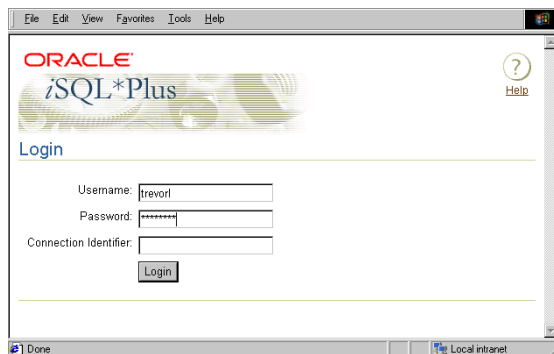 File Edit View Favorites Tools Help
ORACLE
iSQL*Plus
Help
Login
Username: trevorl
Password: ********
Connection Identifier:
Login
Done
Local intranet